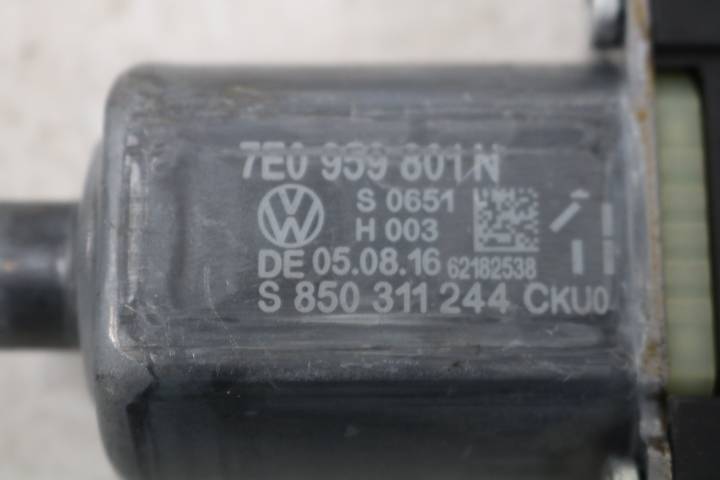 7E0 959 801 N
S 0651
H 003
DE 05.08.16 62182538
S 850 311 244 CKU0